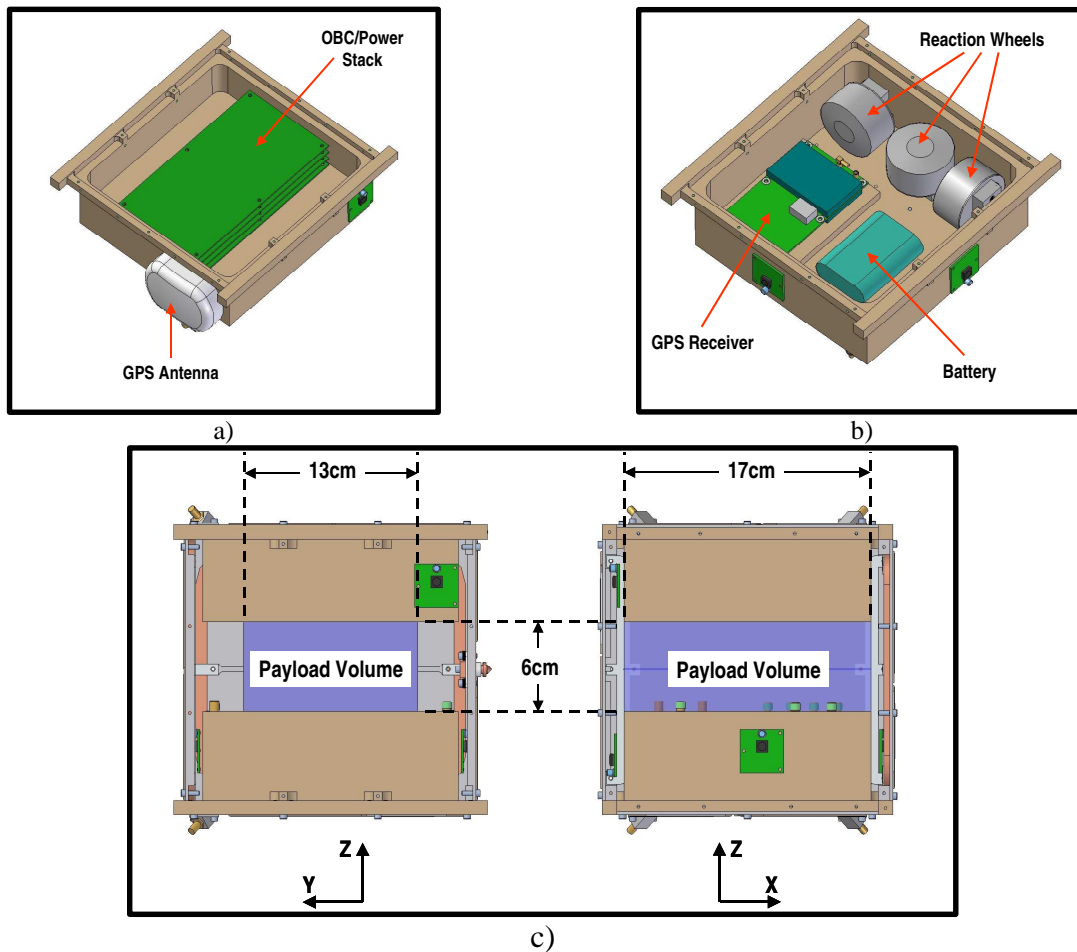 OBC/Power
Stack
GPS Antenna
a)
Reaction Wheels
GPS Receiver
Battery
b)
13cm
17cm
Payload Volume
6cm
Payload Volume
Z
Y
Z
X
c)